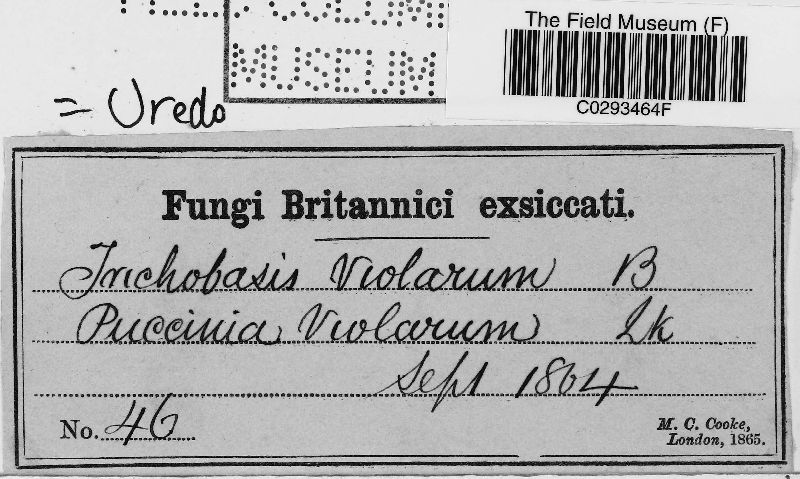 The Field Museum (F)
MUSEUM
C0293464F
= Uredo
Fungi Britannici exsiccati.
Trichobasis Violarum B
Puccinia Violarum Lk
Sept 1864
No. 46
M. C. Cooke,
London, 1865.